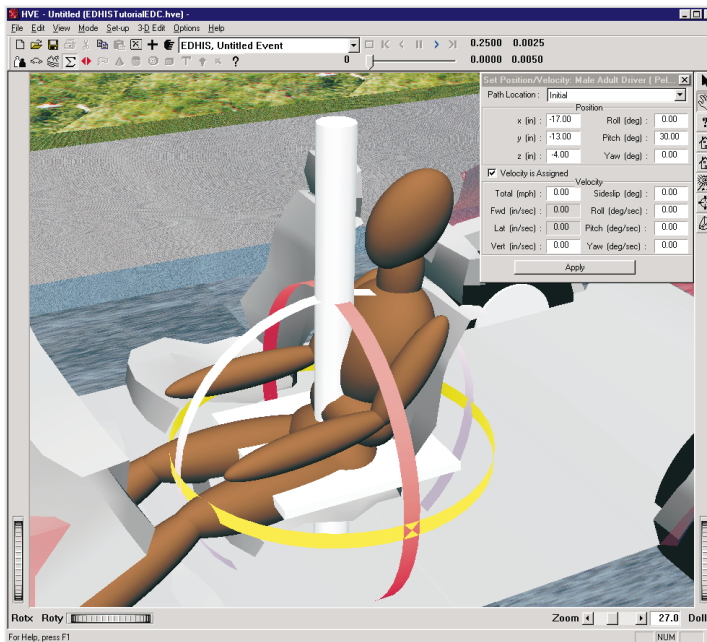 HVE - Untitled (EDHISTutorialEDC.hve) -
File Edit View Mode Set-up 3-D Edit Options Help
EDHIS, Untitled Event 0.2500 0.0025
? 0 0.0000 0.0050
Set Position/Velocity: Male Adult Driver ( Pel...
Path Location : Initial
Position
x (in) : -17.00 Roll (deg) : 0.00
y (in) : -13.00 Pitch (deg) : 30.00
z (in) : -4.00 Yaw (deg) : 0.00
Velocity is Assigned
Velocity
Total (mph) : 0.00 Sideslip (deg) : 0.00
Fwd (in/sec) : 0.00 Roll (deg/sec) : 0.00
Lat (in/sec) : 0.00 Pitch (deg/sec) : 0.00
Vert (in/sec) : 0.00 Yaw (deg/sec) : 0.00
Apply
Rotx Roty Zoom 27.0 Doll
For Help, press F1 NUM